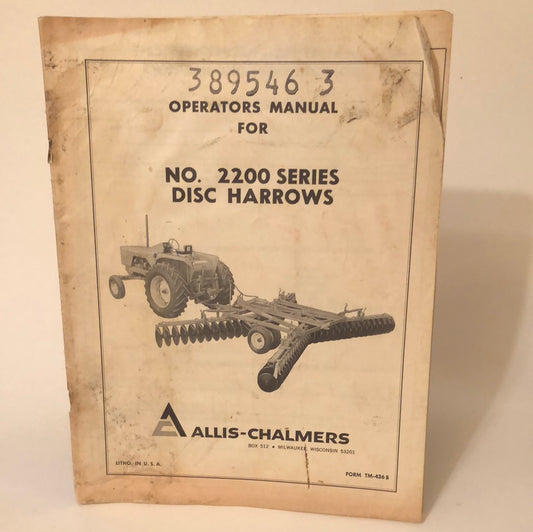 389546 3
OPERATORS MANUAL
FOR
NO. 2200 SERIES
DISC HARROWS
ALLIS-CHALMERS
BOX 512 • MILWAUKEE, WISCONSIN 53201
LITHO. IN U. S. A.
FORM TM-436 B